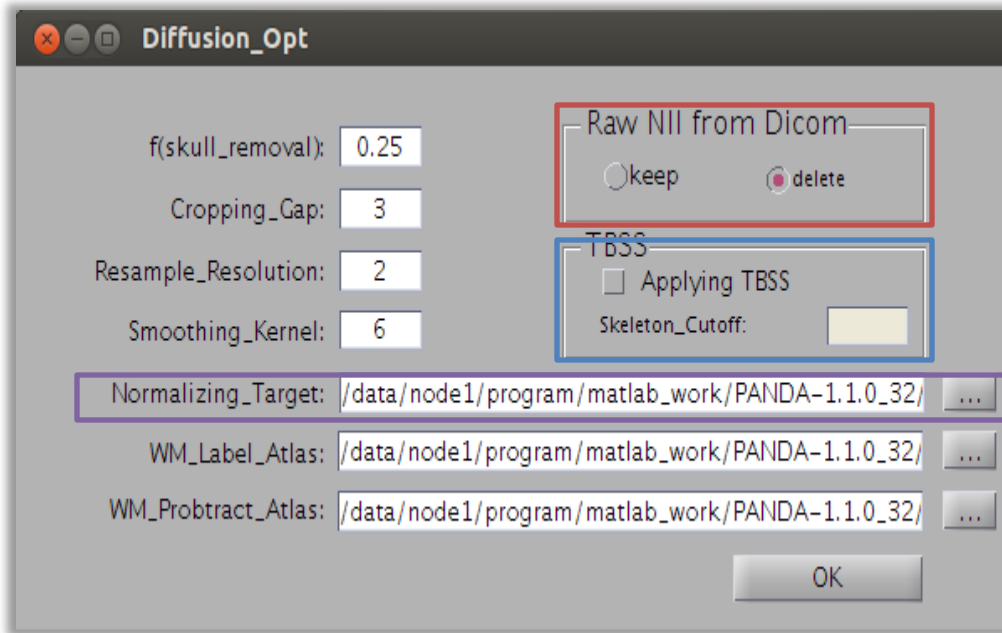 Diffusion_Opt
f(skull_removal): 0.25
Cropping_Gap: 3
Resample_Resolution: 2
Smoothing_Kernel: 6
Raw NII from Dicom
keep delete
TBSS
Applying TBSS
Skeleton_Cutoff:
Normalizing_Target: /data/node1/program/matlab_work/PANDA-1.1.0_32/ ...
WM_Label_Atlas: /data/node1/program/matlab_work/PANDA-1.1.0_32/ ...
WM_Probtract_Atlas: /data/node1/program/matlab_work/PANDA-1.1.0_32/ ...
OK